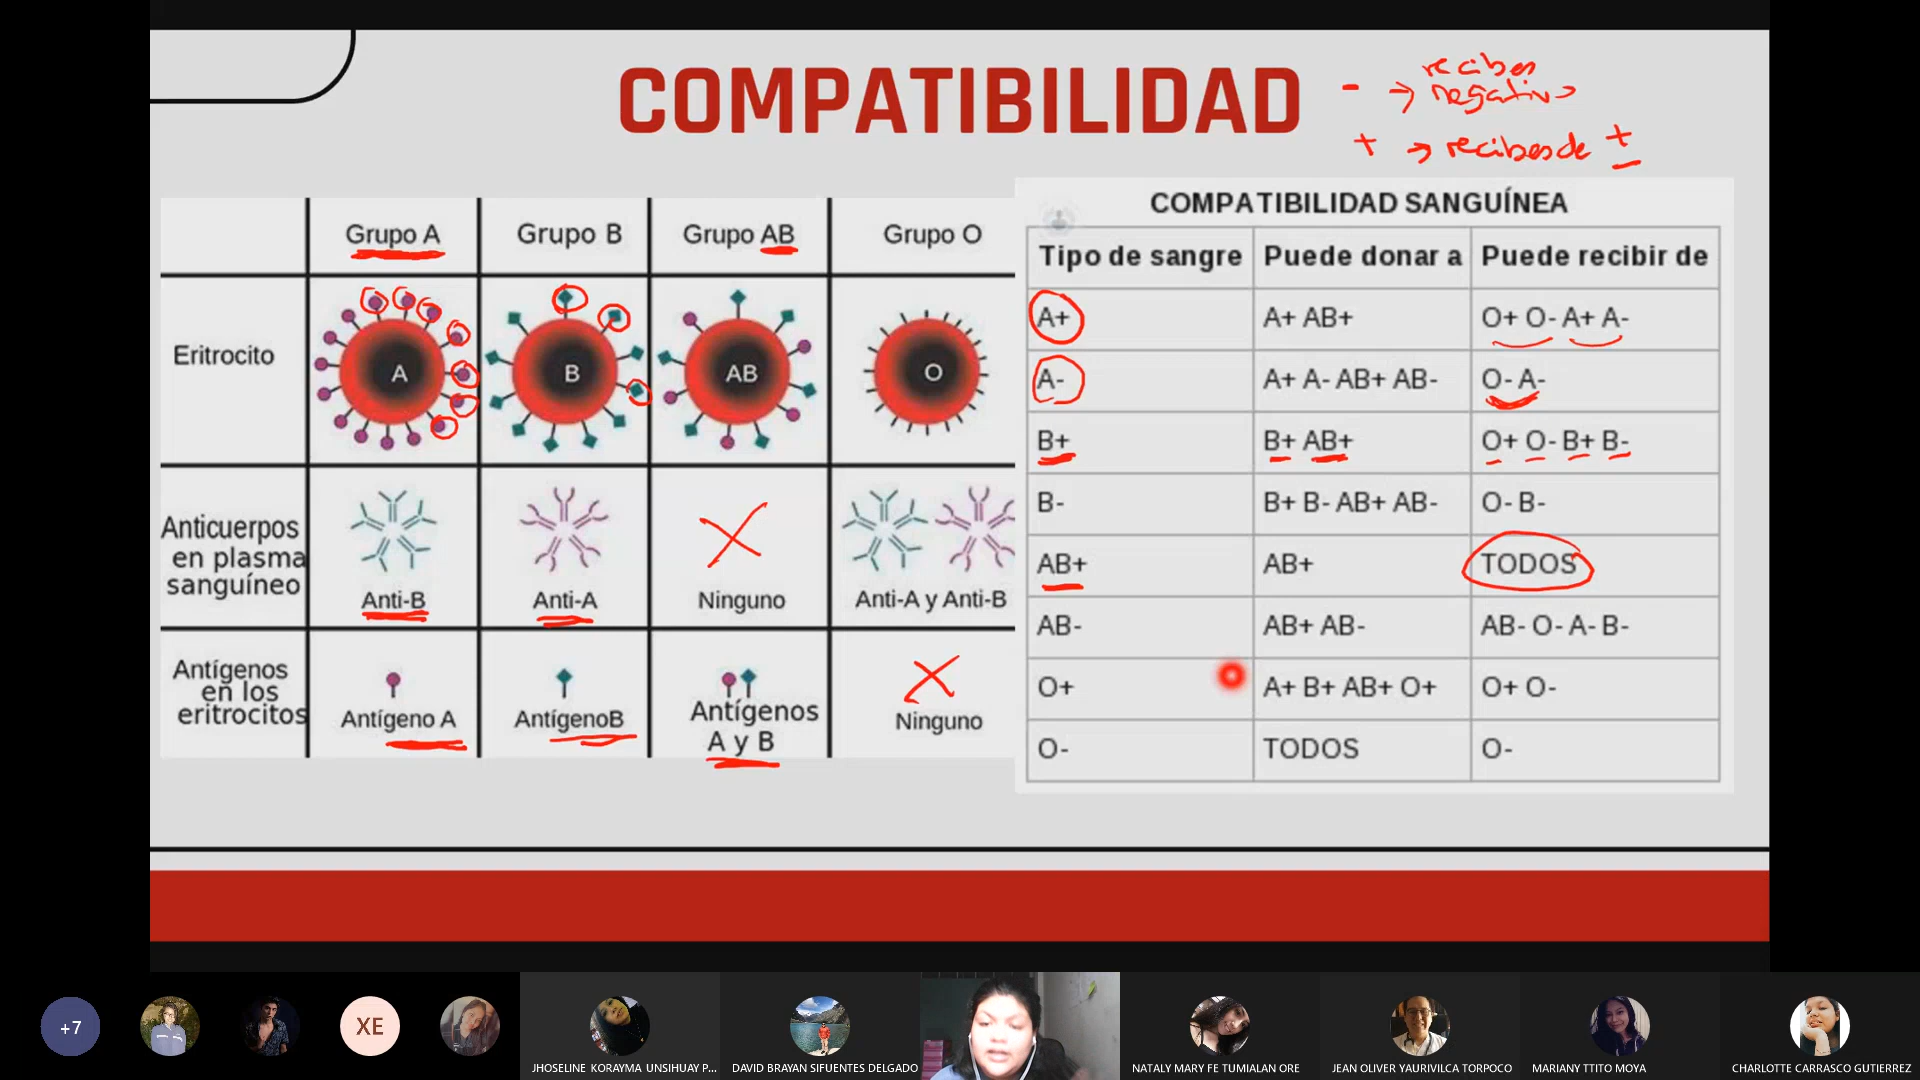 COMPATIBILIDAD
- → recibes
negativo
+ → recibes de +
-
Grupo A Grupo B Grupo AB Grupo O
Eritrocito A B AB O
Anticuerpos
en plasma
sanguíneo
Anti-B Anti-A Ninguno Anti-A y Anti-B
Antígenos
en los
eritrocitos
Antígeno A AntígenoB Antígenos
A y B Ninguno
COMPATIBILIDAD SANGUÍNEA
Tipo de sangre Puede donar a Puede recibir de
A+ A+ AB+ O+ O- A+ A-
A- A+ A- AB+ AB- O- A-
B+ B+ AB+ O+ O- B+ B-
B- B+ B- AB+ AB- O- B-
AB+ AB+ TODOS
AB- AB+ AB- AB- O- A- B-
O+ A+ B+ AB+ O+ O+ O-
O- TODOS O-
+7
XE
JHOSELINE KORAYMA UNSIHUAY P...
DAVID BRAYAN SIFUENTES DELGADO
NATALY MARY FE TUMIALAN ORE
JEAN OLIVER YAURIVILCA TORPOCO
MARIANY TTITO MOYA
CHARLOTTE CARRASCO GUTIERREZ